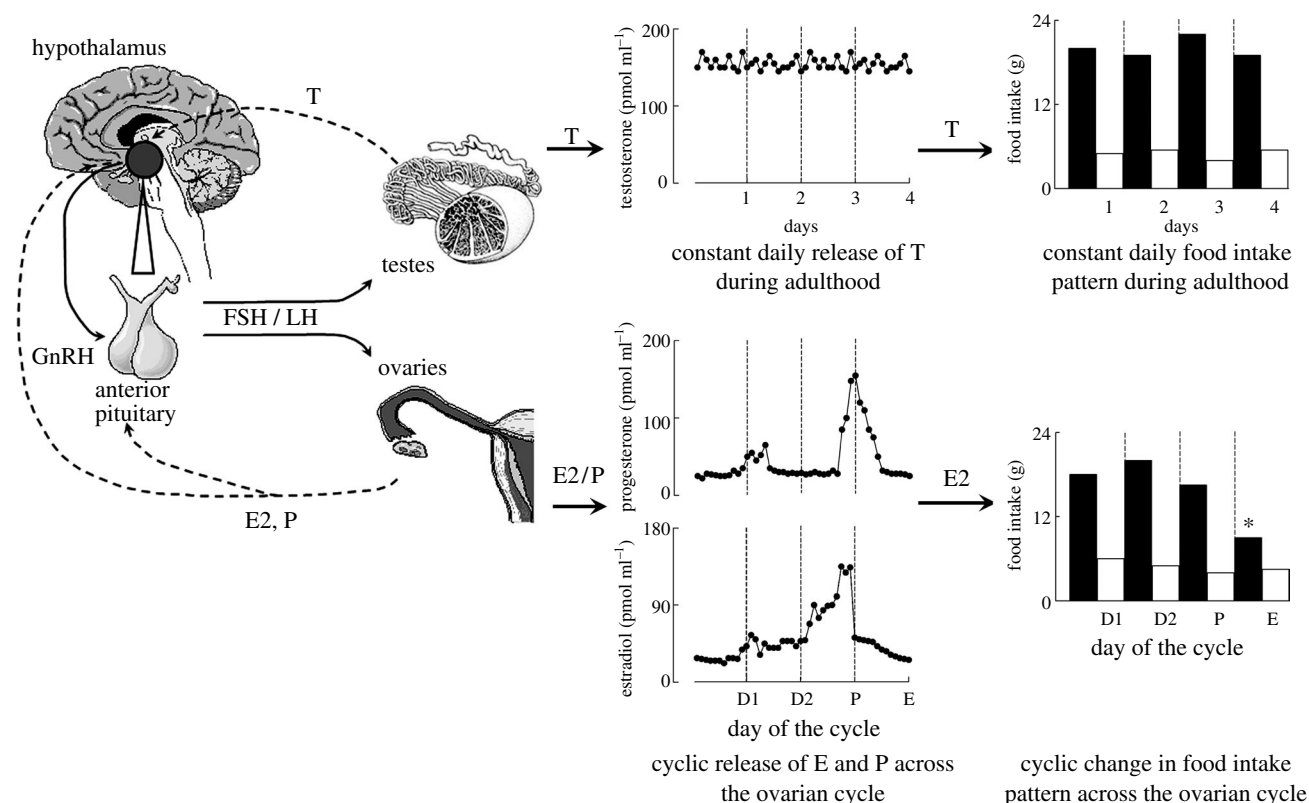 hypothalamus
T
testes
FSH / LH
GnRH
anterior
pituitary
ovaries
E2, P
T
testosterone (pmol ml⁻¹)
200
100
0
1 2 3 4
days
constant daily release of T
during adulthood
T
food intake (g)
24
12
0
1 2 3 4
days
constant daily food intake
pattern during adulthood
E2/P
progesterone (pmol ml⁻¹)
200
100
0
estradiol (pmol ml⁻¹)
180
90
0
D1 D2 P E
day of the cycle
cyclic release of E and P across
the ovarian cycle
E2
food intake (g)
24
12
0
*
D1 D2 P E
day of the cycle
cyclic change in food intake
pattern across the ovarian cycle